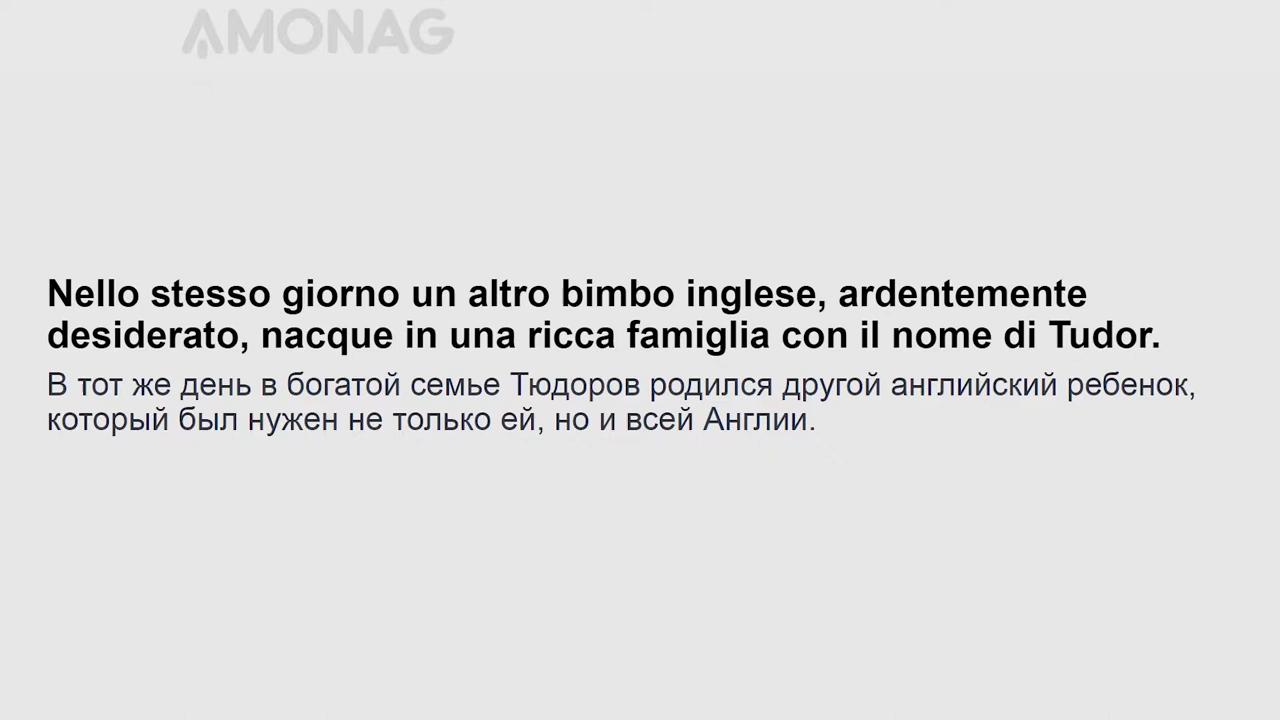 AMONAG
Nello stesso giorno un altro bimbo inglese, ardentemente
desiderato, nacque in una ricca famiglia con il nome di Tudor.
В тот же день в богатой семье Тюдоров родился другой английский ребенок,
который был нужен не только ей, но и всей Англии.